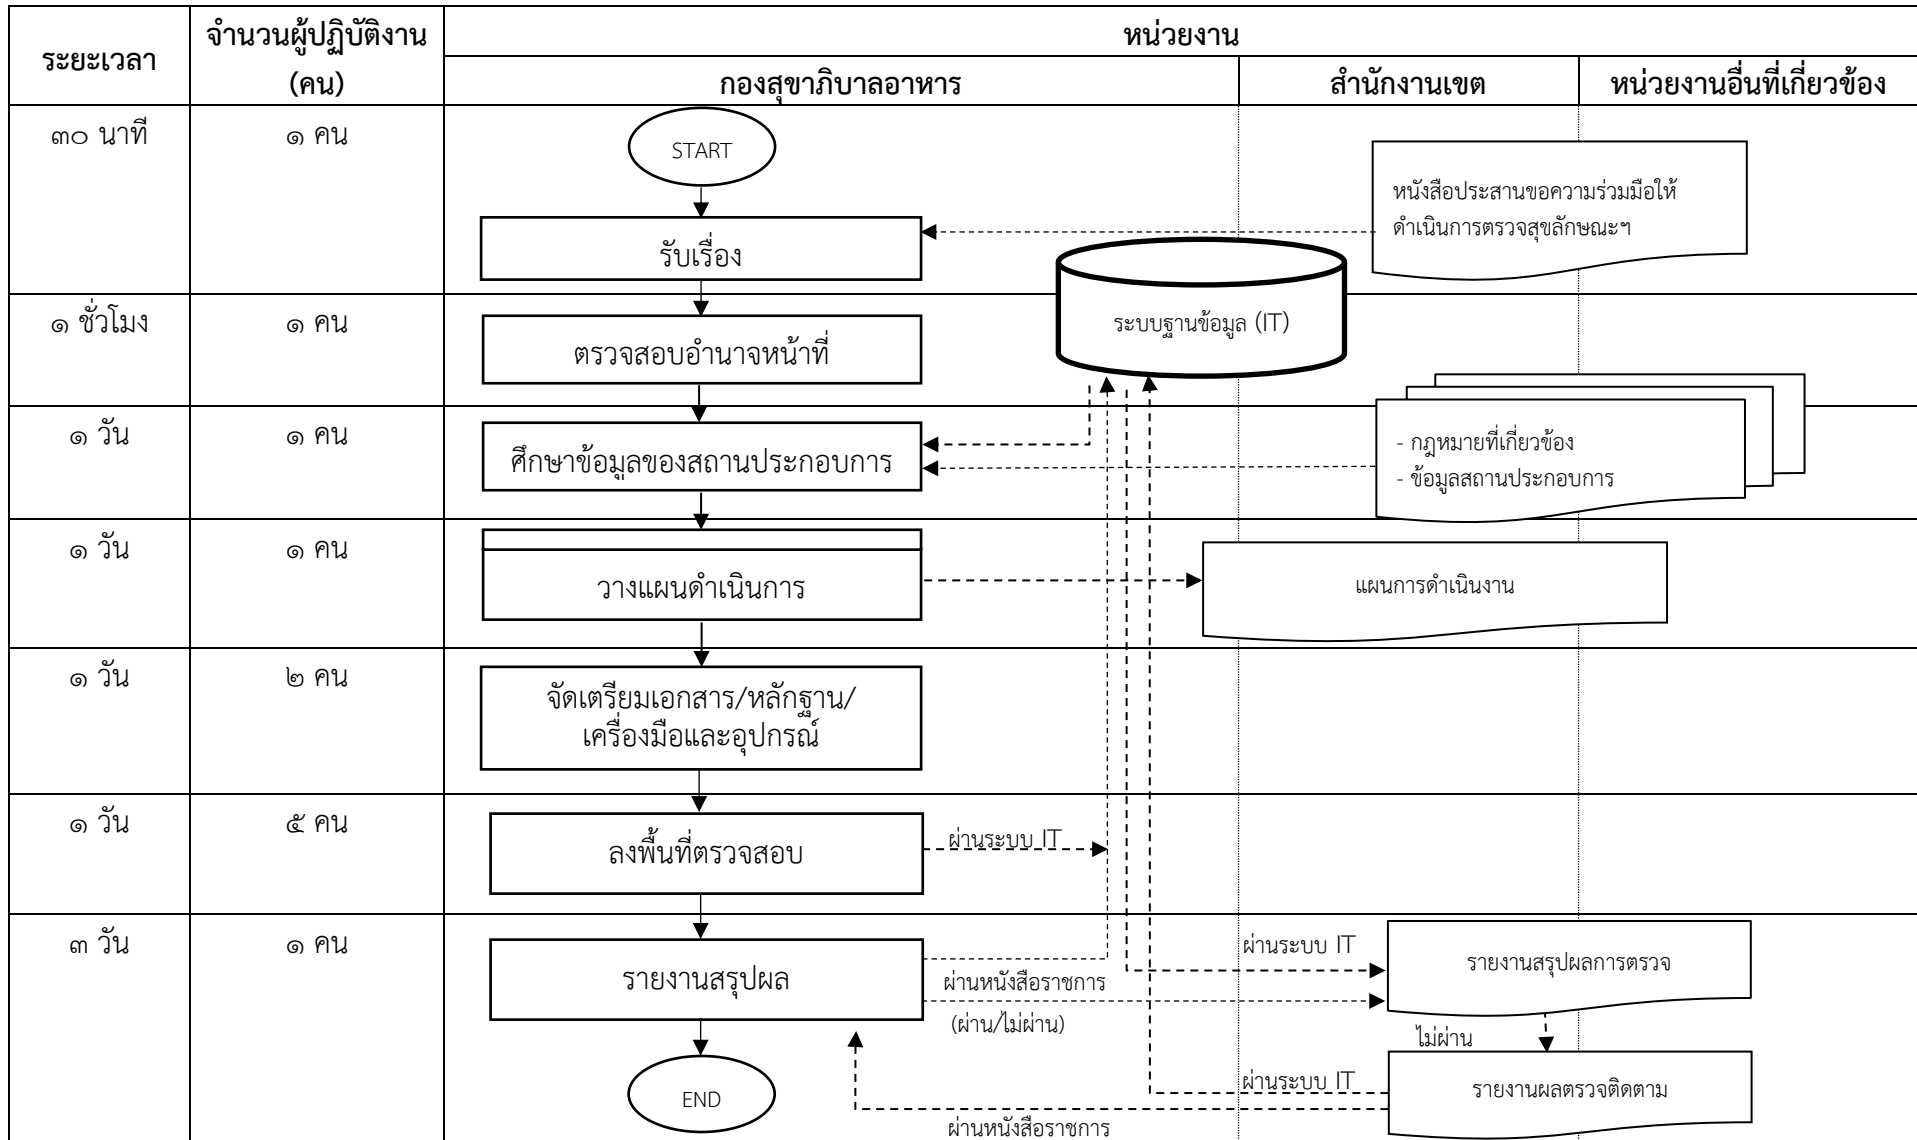 ระยะเวลา
จำนวนผู้ปฏิบัติงาน
(คน)
หน่วยงาน
กองสุขาภิบาลอาหาร
สำนักงานเขต
หน่วยงานอื่นที่เกี่ยวข้อง
๓๐ นาที
๑ คน
START
หนังสือประสานขอความร่วมมือให้
ดำเนินการตรวจสุขลักษณะฯ
รับเรื่อง
๑ ชั่วโมง
๑ คน
ตรวจสอบอำนาจหน้าที่
ระบบฐานข้อมูล (IT)
๑ วัน
๑ คน
ศึกษาข้อมูลของสถานประกอบการ
- กฎหมายที่เกี่ยวข้อง
- ข้อมูลสถานประกอบการ
๑ วัน
๑ คน
วางแผนดำเนินการ
แผนการดำเนินงาน
๑ วัน
๒ คน
จัดเตรียมเอกสาร/หลักฐาน/
เครื่องมือและอุปกรณ์
๑ วัน
๕ คน
ลงพื้นที่ตรวจสอบ
ผ่านระบบ IT
๓ วัน
๑ คน
รายงานสรุปผล
ผ่านหนังสือราชการ
(ผ่าน/ไม่ผ่าน)
ผ่านระบบ IT
รายงานสรุปผลการตรวจ
ไม่ผ่าน
END
ผ่านระบบ IT
รายงานผลตรวจติดตาม
ผ่านหนังสือราชการ